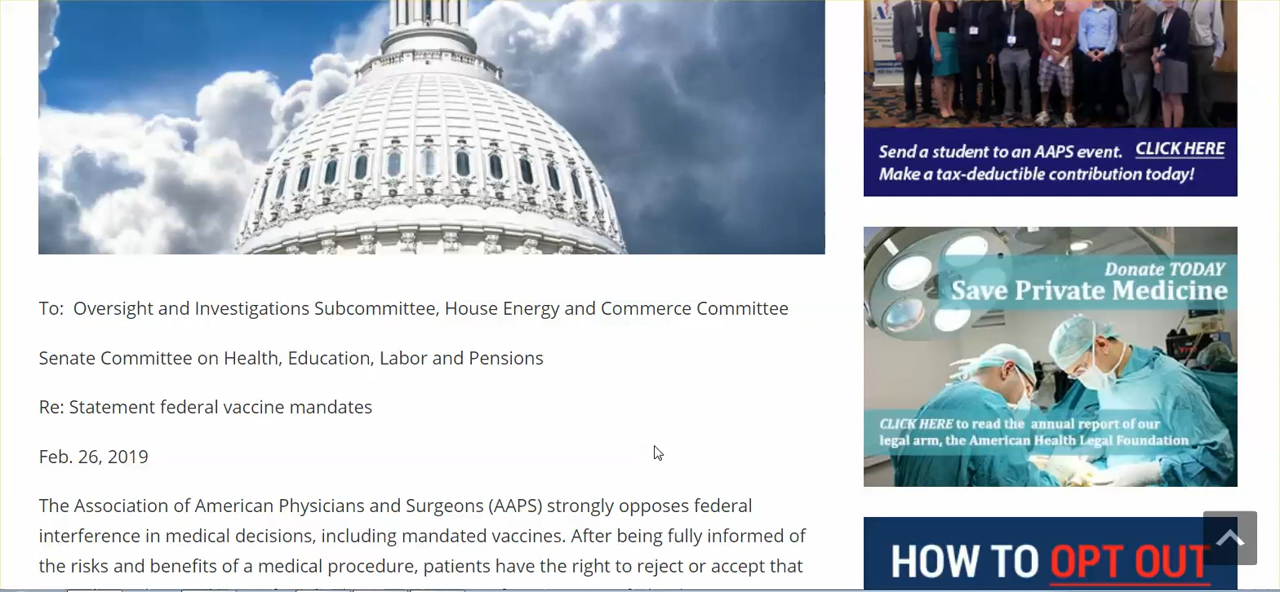 To:  Oversight and Investigations Subcommittee, House Energy and Commerce Committee
Senate Committee on Health, Education, Labor and Pensions
Re: Statement federal vaccine mandates
Feb. 26, 2019
The Association of American Physicians and Surgeons (AAPS) strongly opposes federal
interference in medical decisions, including mandated vaccines. After being fully informed of
the risks and benefits of a medical procedure, patients have the right to reject or accept that
Send a student to an AAPS event. CLICK HERE
Make a tax-deductible contribution today!
Donate TODAY
Save Private Medicine
CLICK HERE to read the annual report of our
legal arm, the American Health Legal Foundation
HOW TO OPT OUT